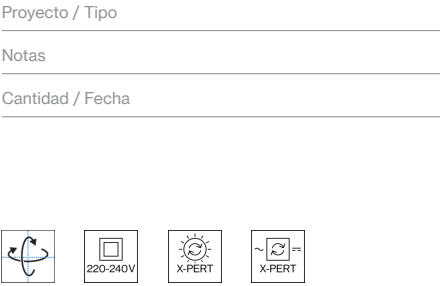 Proyecto / Tipo
Notas
Cantidad / Fecha
220-240V
X-PERT
X-PERT